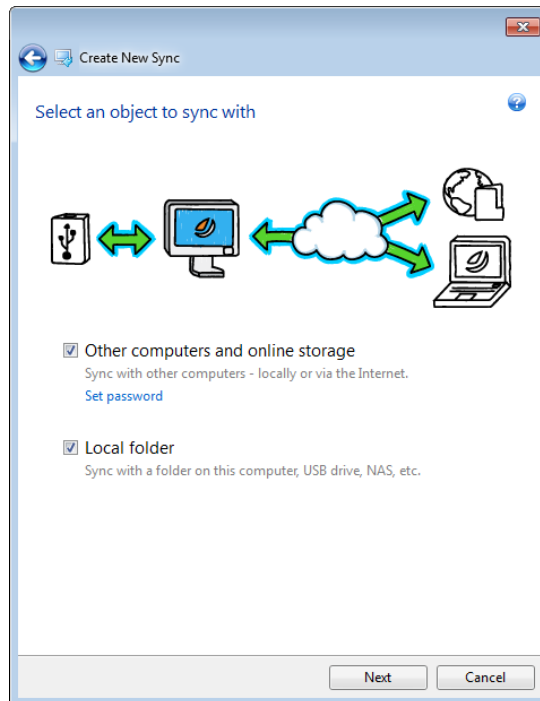 Create New Sync
Select an object to sync with
Other computers and online storage
Sync with other computers - locally or via the Internet.
Set password
Local folder
Sync with a folder on this computer, USB drive, NAS, etc.
Next Cancel